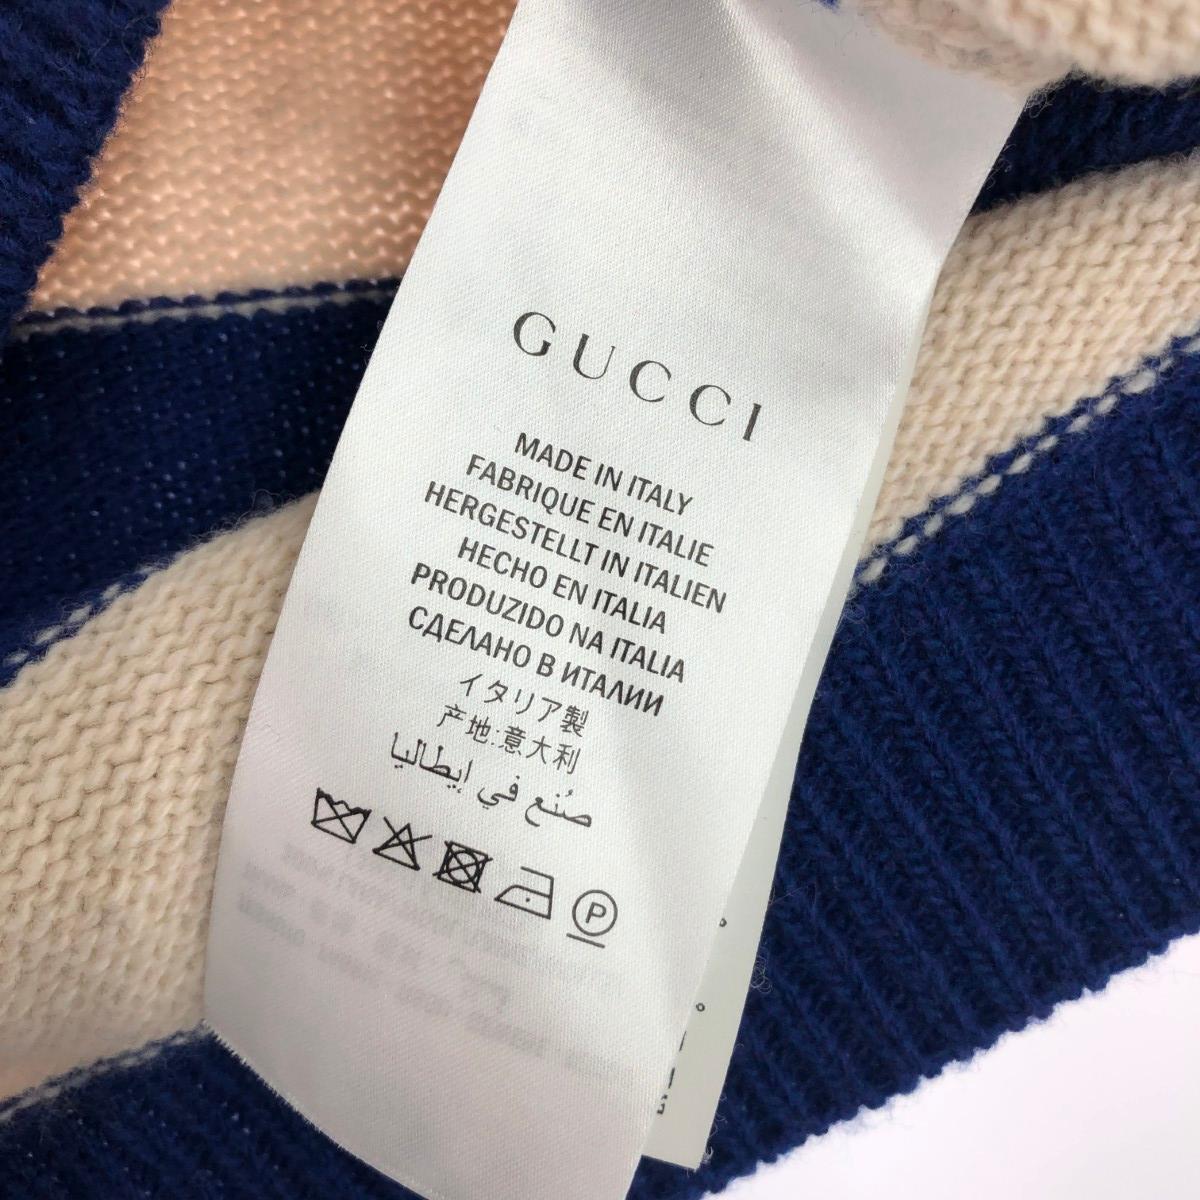 GUCCI
MADE IN ITALY
FABRIQUE EN ITALIE
HERGESTELLT IN ITALIEN
HECHO EN ITALIA
PRODUZIDO NA ITALIA
СДЕЛАНО В ИТАЛИИ
イタリア製
产地:意大利
صُنع في إيطاليا
P